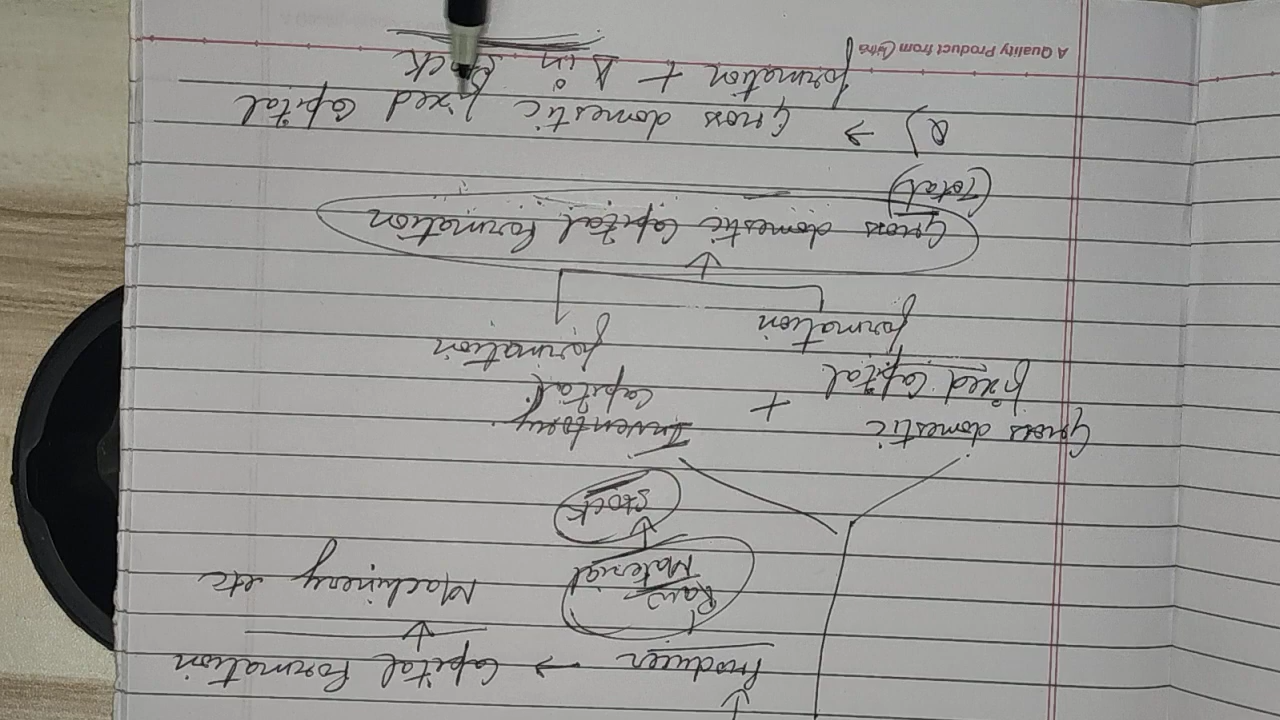 Producer → Capital Formation
Raw Material
Machinery etc
Stock
Gross domestic fixed Capital formation + Inventory Capital formation
Gross domestic Capital Formation
(Total)
Q) → Gross domestic fixed Capital
formation + Δ in Stock
A Quality Product from